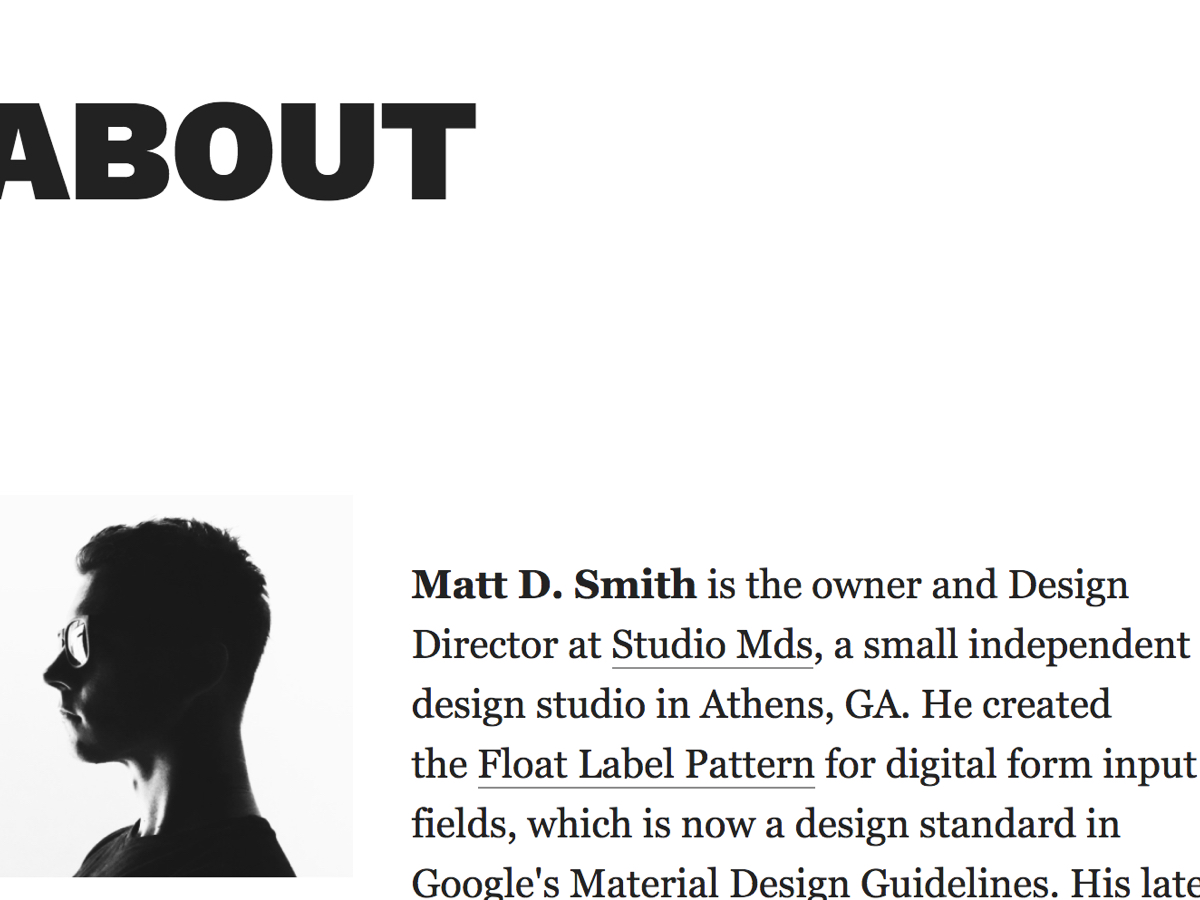 ABOUT
Matt D. Smith is the owner and Design
Director at Studio Mds, a small independent
design studio in Athens, GA. He created
the Float Label Pattern for digital form input
fields, which is now a design standard in
Google's Material Design Guidelines. His